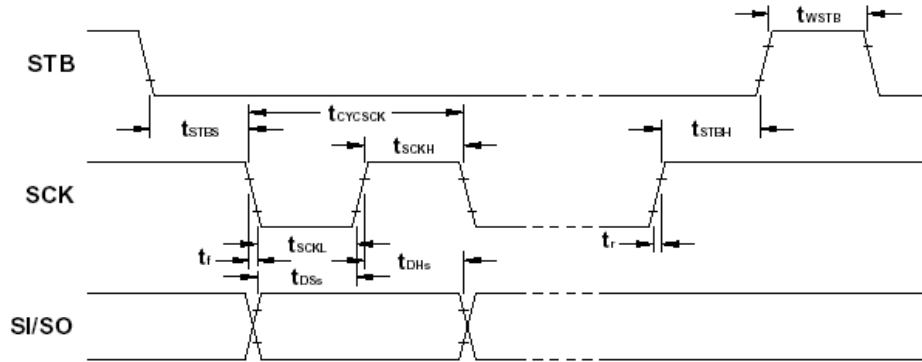 tWSTB
STB
tCYCSCK
tSTBS
tSTBH
tSCKH
SCK
tSCKL
tf
tr
tDHs
tDSs
SI/SO